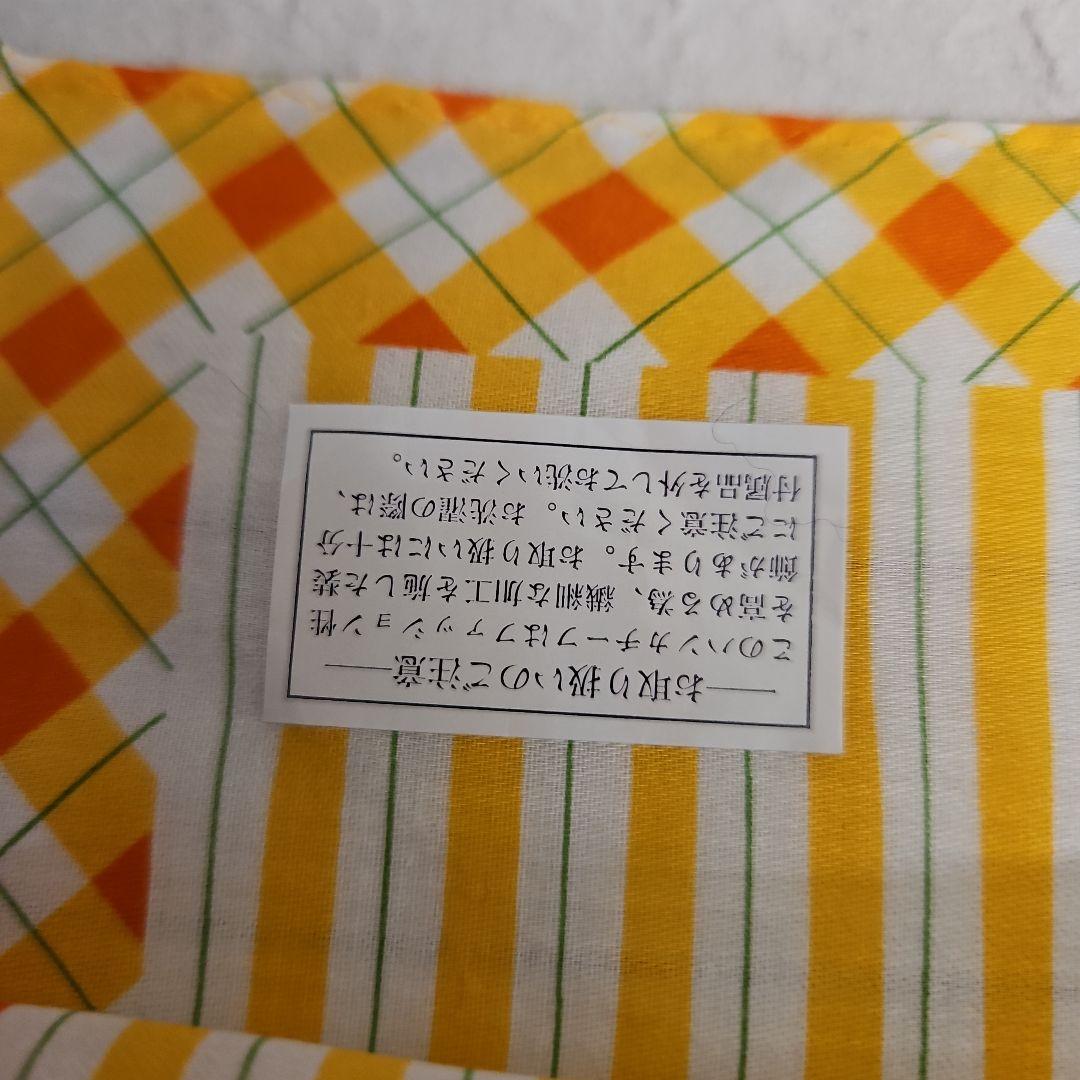 ――お取り扱いのご注意――
このハンカチーフはファッション性
を高める為、繊細な加工を施した装
飾があります。お取り扱いには十分
にご注意ください。お洗濯の際は、
付属品を外してお洗いください。